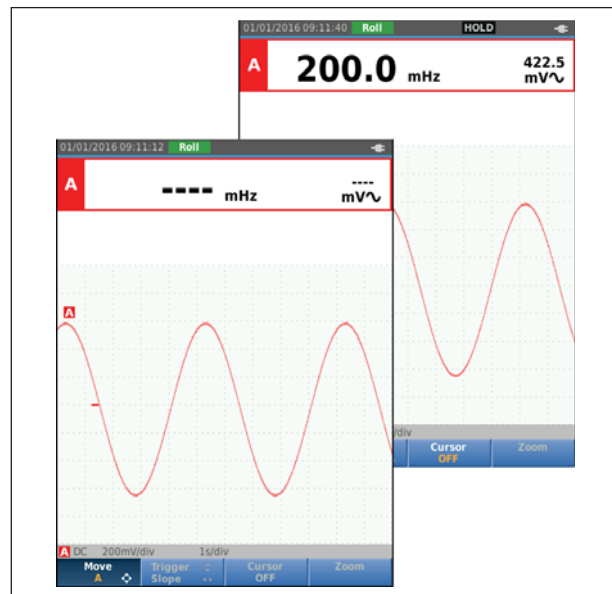 01/01/2016 09:11:40 Roll HOLD
A 200.0 mHz 422.5 mV
01/01/2016 09:11:12 Roll
A ---- mHz ---- mV
A
/div
Cursor OFF Zoom
A DC 200mV/div 1s/div
Move A Trigger Slope Cursor OFF Zoom